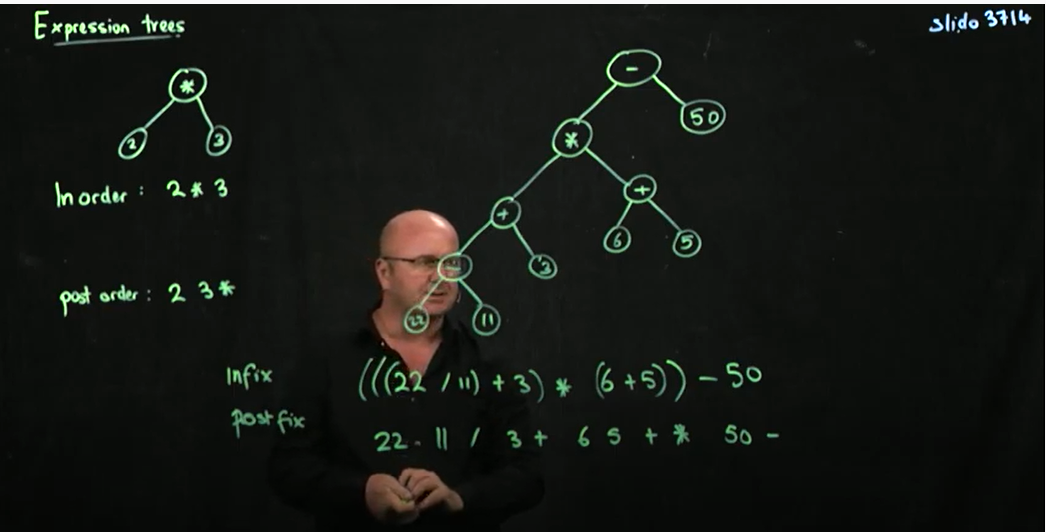 Expression trees
slido 3714
*
2 3
In order : 2 * 3
post order : 2 3 *
-
* 50
+ +
3 6 5
22 11
Infix (((22 / 11) + 3) * (6 + 5)) - 50
postfix 22 - 11 / 3 + 6 5 + * 50 -